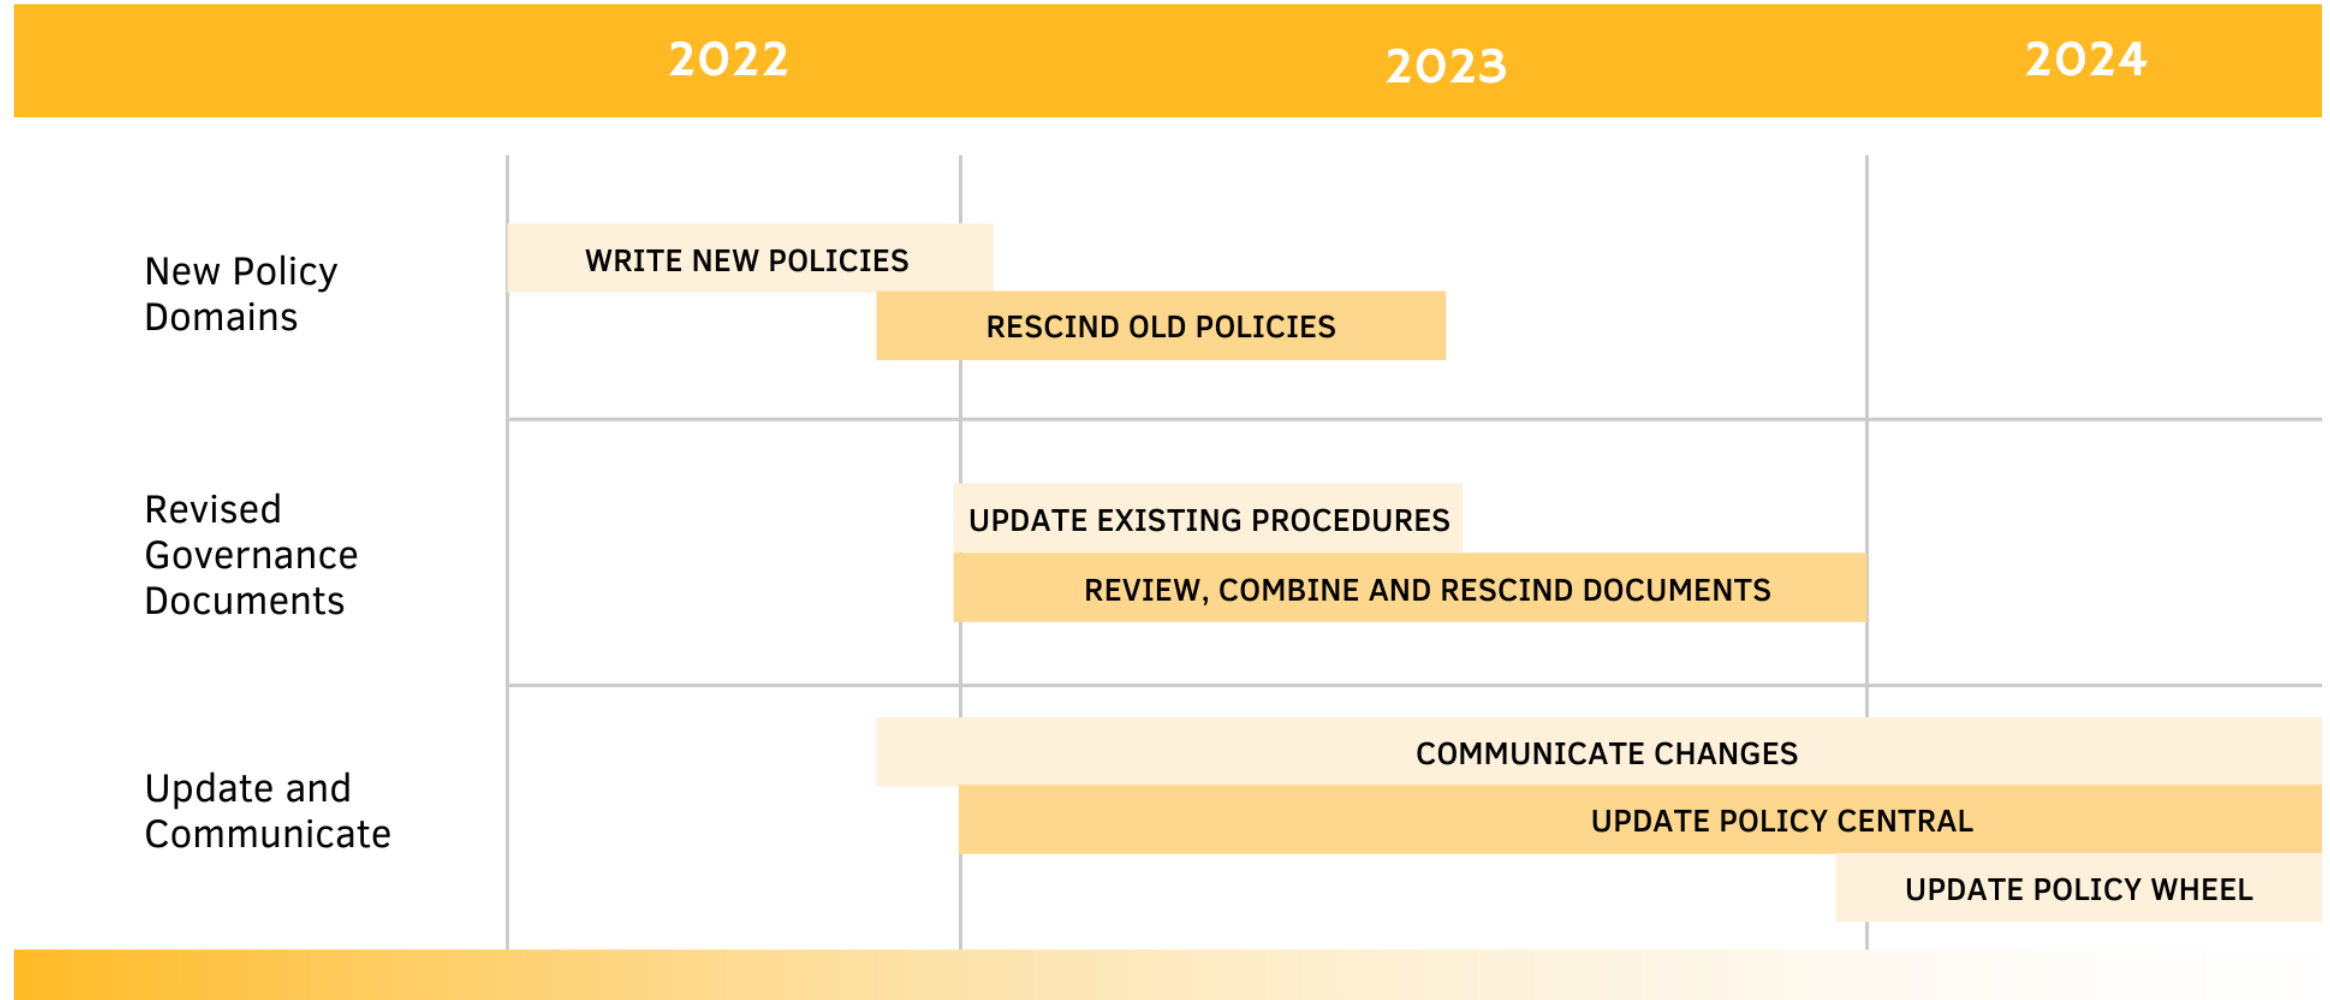 2022
2023
2024
New Policy
Domains
WRITE NEW POLICIES
RESCIND OLD POLICIES
Revised
Governance
Documents
UPDATE EXISTING PROCEDURES
REVIEW, COMBINE AND RESCIND DOCUMENTS
Update and
Communicate
COMMUNICATE CHANGES
UPDATE POLICY CENTRAL
UPDATE POLICY WHEEL